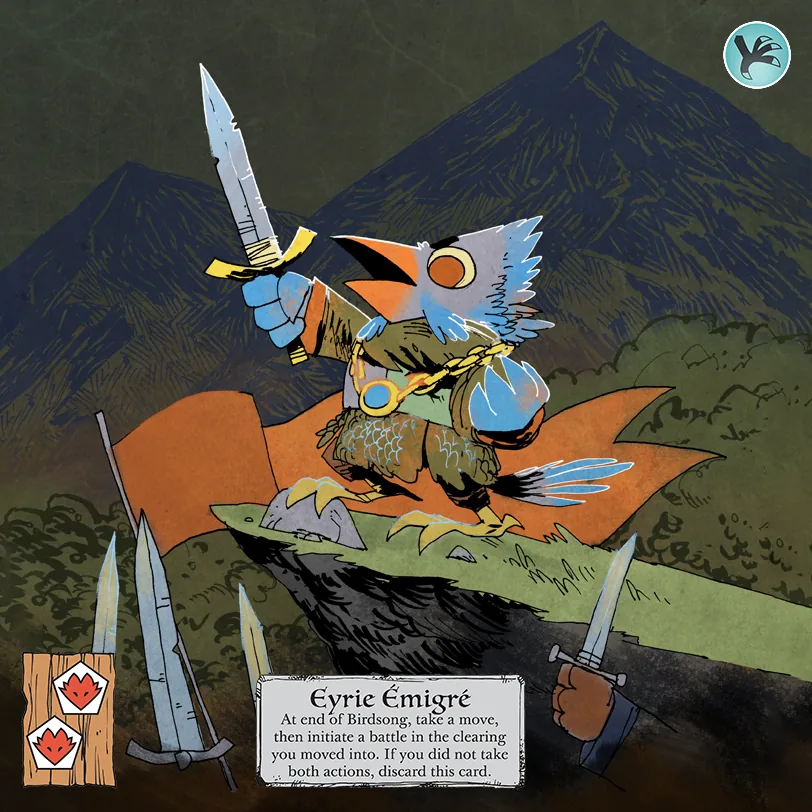 Eyrie Émigré
At end of Birdsong, take a move,
then initiate a battle in the clearing
you moved into. If you did not take
both actions, discard this card.